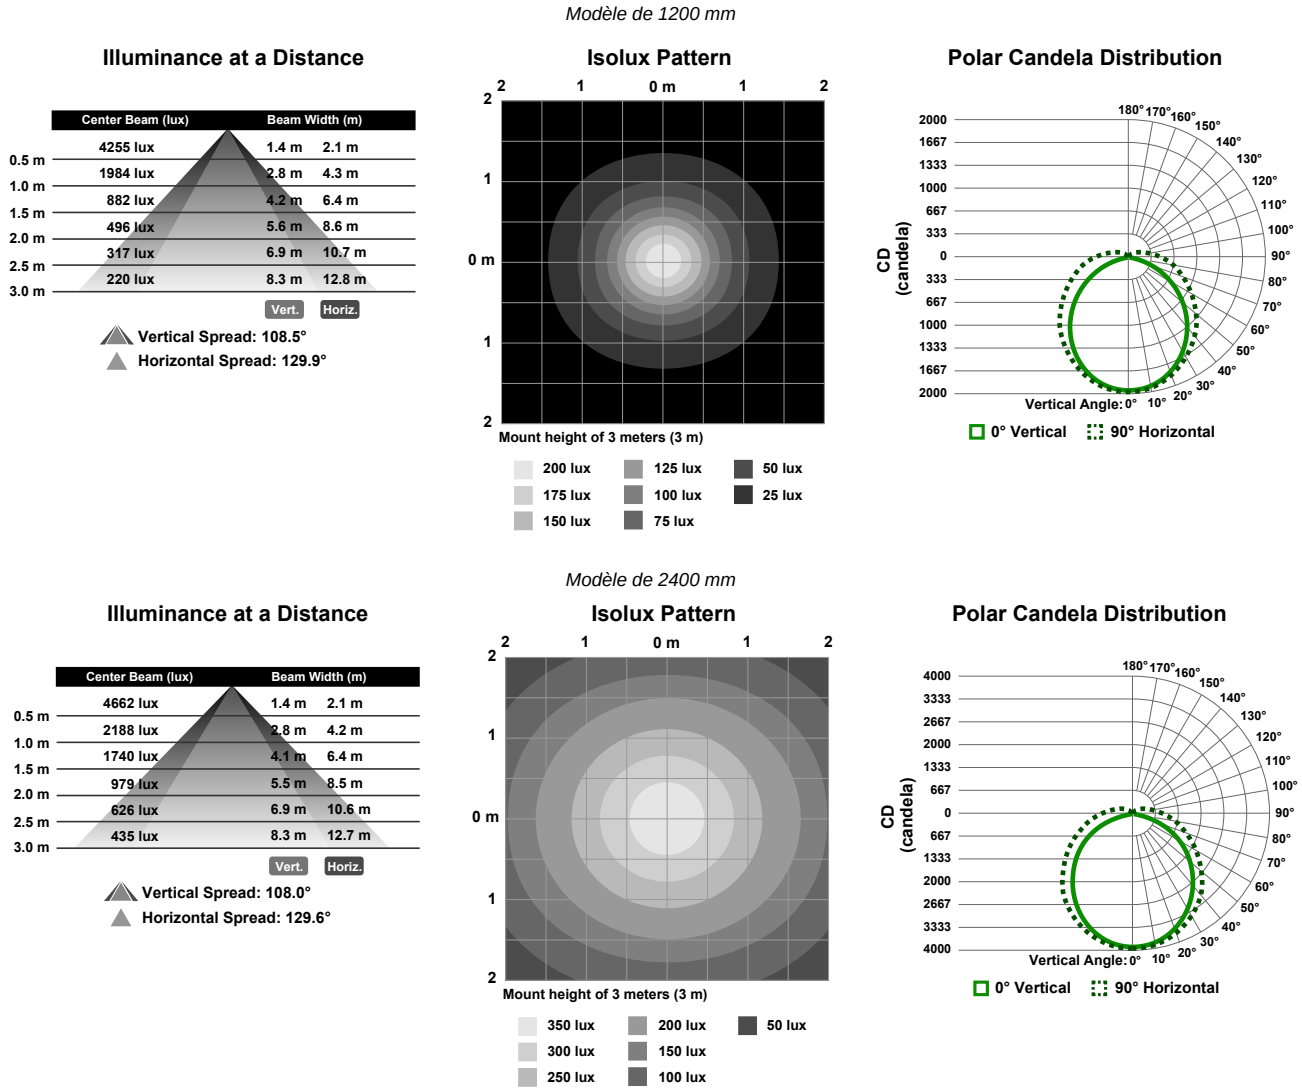 Modèle de 1200 mm
Illuminance at a Distance
Center Beam (lux) Beam Width (m)
4255 lux 1.4 m 2.1 m
0.5 m
1984 lux 2.8 m 4.3 m
1.0 m
882 lux 4.2 m 6.4 m
1.5 m
496 lux 5.6 m 8.6 m
2.0 m
317 lux 6.9 m 10.7 m
2.5 m
220 lux 8.3 m 12.8 m
3.0 m
Vert. Horiz.
Vertical Spread: 108.5°
Horizontal Spread: 129.9°
Isolux Pattern
2 1 0 m 1 2
2
1
0 m
1
2
Mount height of 3 meters (3 m)
200 lux 125 lux 50 lux
175 lux 100 lux 25 lux
150 lux 75 lux
Polar Candela Distribution
CD
(candela)
2000
1667
1333
1000
667
333
0
333
667
1000
1333
1667
2000
180° 170° 160° 150° 140° 130° 120° 110° 100° 90° 80° 70° 60° 50° 40° 30° 20° 10°
Vertical Angle: 0°
0° Vertical 90° Horizontal
Modèle de 2400 mm
Illuminance at a Distance
Center Beam (lux) Beam Width (m)
4662 lux 1.4 m 2.1 m
0.5 m
2188 lux 2.8 m 4.2 m
1.0 m
1740 lux 4.1 m 6.4 m
1.5 m
979 lux 5.5 m 8.5 m
2.0 m
626 lux 6.9 m 10.6 m
2.5 m
435 lux 8.3 m 12.7 m
3.0 m
Vert. Horiz.
Vertical Spread: 108.0°
Horizontal Spread: 129.6°
Isolux Pattern
2 1 0 m 1 2
2
1
0 m
1
2
Mount height of 3 meters (3 m)
350 lux 200 lux 50 lux
300 lux 150 lux
250 lux 100 lux
Polar Candela Distribution
CD
(candela)
4000
3333
2667
2000
1333
667
0
667
1333
2000
2667
3333
4000
180° 170° 160° 150° 140° 130° 120° 110° 100° 90° 80° 70° 60° 50° 40° 30° 20° 10°
Vertical Angle: 0°
0° Vertical 90° Horizontal